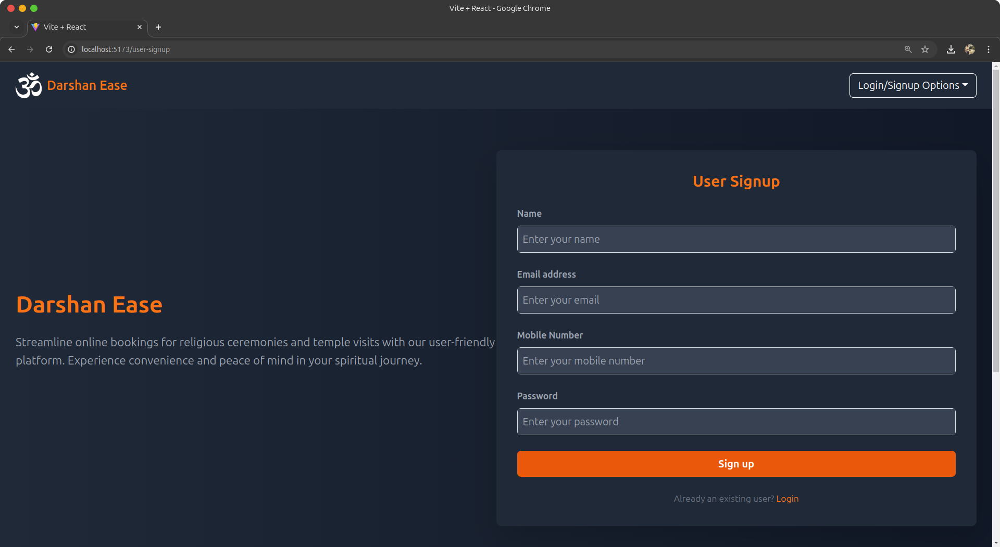 Vite + React - Google Chrome
Vite + React
localhost:5173/user-signup
ॐ Darshan Ease
Login/Signup Options
Darshan Ease
Streamline online bookings for religious ceremonies and temple visits with our user-friendly
platform. Experience convenience and peace of mind in your spiritual journey.
User Signup
Name
Enter your name
Email address
Enter your email
Mobile Number
Enter your mobile number
Password
Enter your password
Sign up
Already an existing user? Login